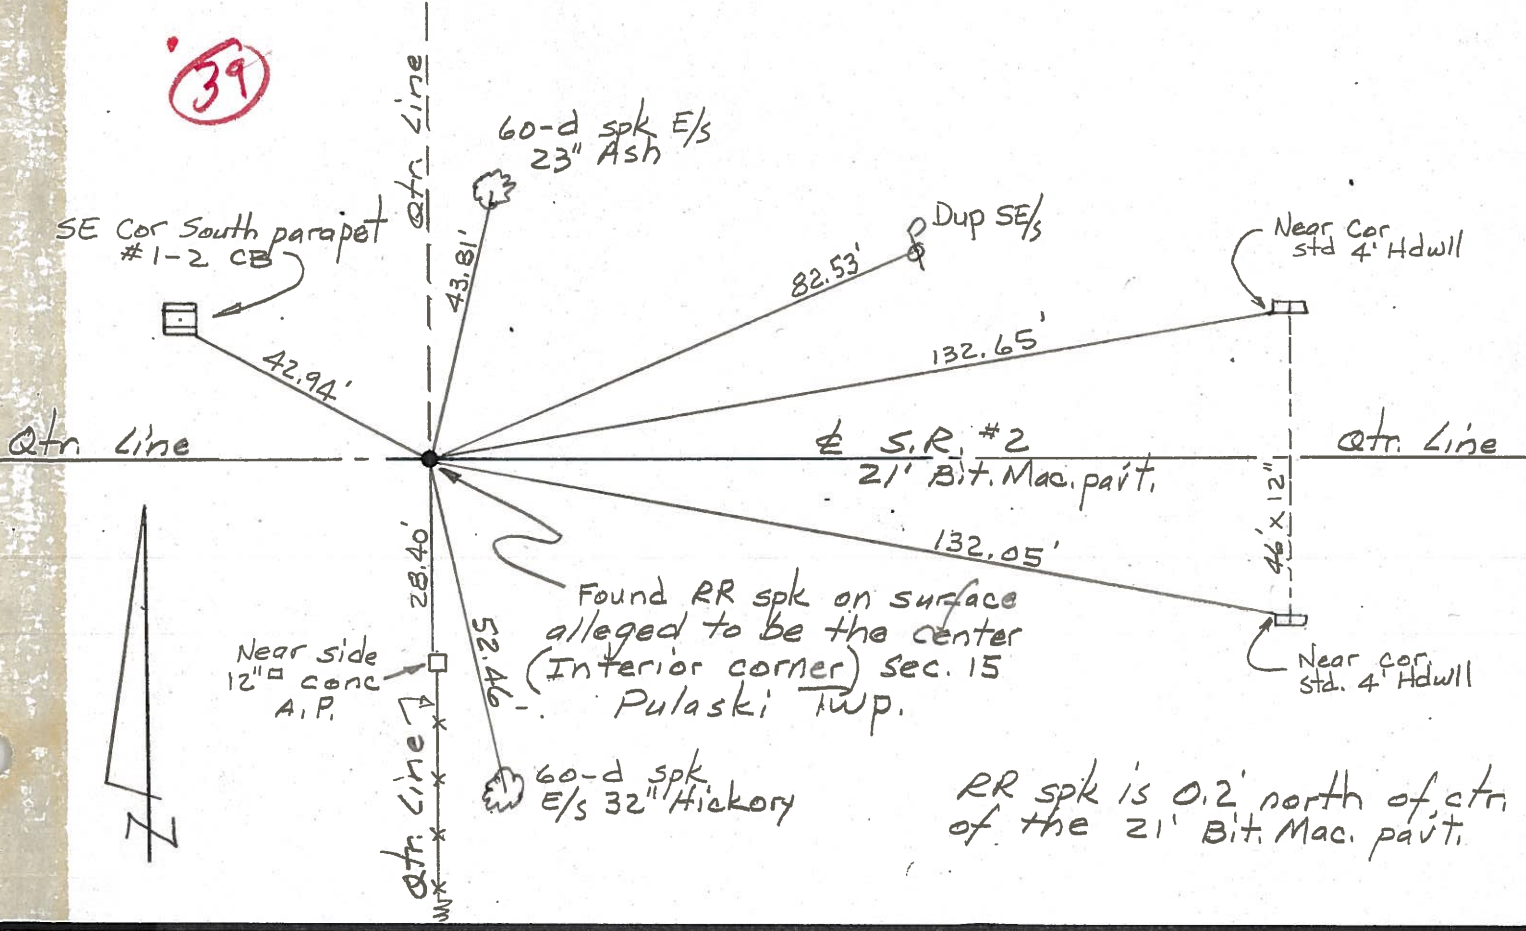 39
Qtr. Line
60-d spk E/s
23" Ash
SE Cor South parapet
#1-2 CB
43.81'
Dup SE/s
82.53'
Near Cor
std 4' Hdwll
42.94'
132.65'
Qtr. Line
℄ S.R. #2
21' Bit. Mac. pav't.
Qtr. Line
46' X 12"
132.05'
28.40'
Found RR spk on surface
alleged to be the center
(Interior corner) sec. 15
Pulaski Twp.
52.46
Near side
12"□ conc
A.P.
Near cor
std. 4' Hdwll
Qtr. Line
60-d spk
E/s 32" Hickory
RR spk is 0.2' north of ctr.
of the 21' Bit. Mac. pav't.
N